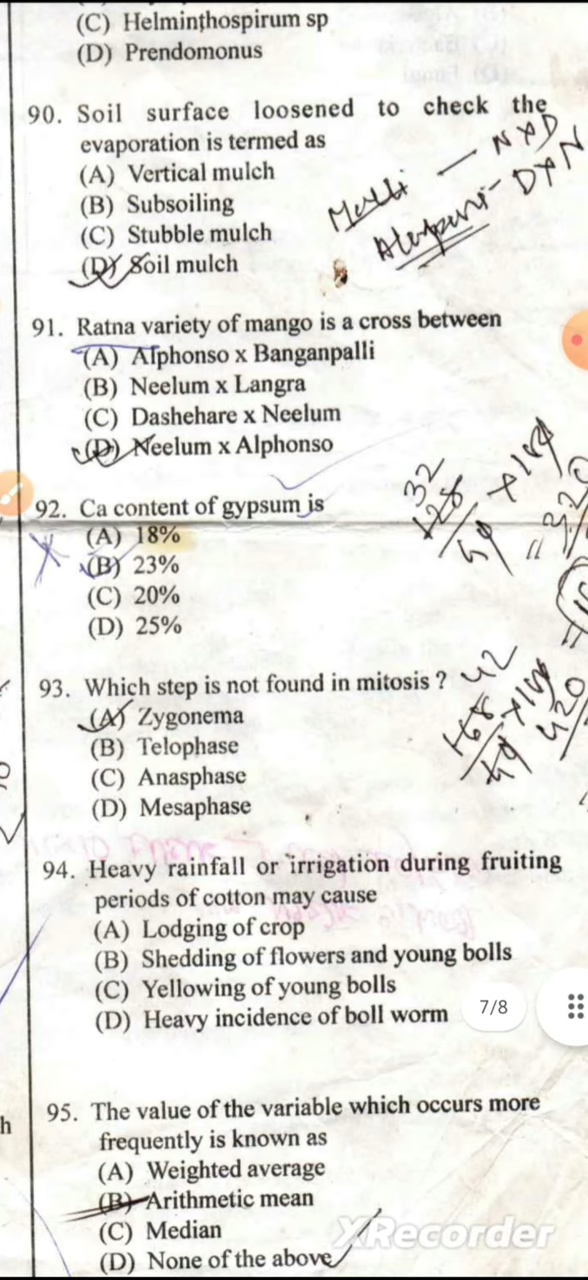 (C) Helminthospirum sp
(D) Prendomonus
90. Soil surface loosened to check the
evaporation is termed as
(A) Vertical mulch
(B) Subsoiling
(C) Stubble mulch
(D) Soil mulch
Malli — N×D
D×N
91. Ratna variety of mango is a cross between
(A) Alphonso x Banganpalli
(B) Neelum x Langra
(C) Dashehare x Neelum
(D) Neelum x Alphonso
32
128
92. Ca content of gypsum is
(A) 18%
(B) 23%
(C) 20%
(D) 25%
93. Which step is not found in mitosis ?
(A) Zygonema
(B) Telophase
(C) Anasphase
(D) Mesaphase
42
168
420
94. Heavy rainfall or irrigation during fruiting
periods of cotton may cause
(A) Lodging of crop
(B) Shedding of flowers and young bolls
(C) Yellowing of young bolls
(D) Heavy incidence of boll worm
7/8
95. The value of the variable which occurs more
frequently is known as
(A) Weighted average
(B) Arithmetic mean
(C) Median
(D) None of the above
XRecorder
h